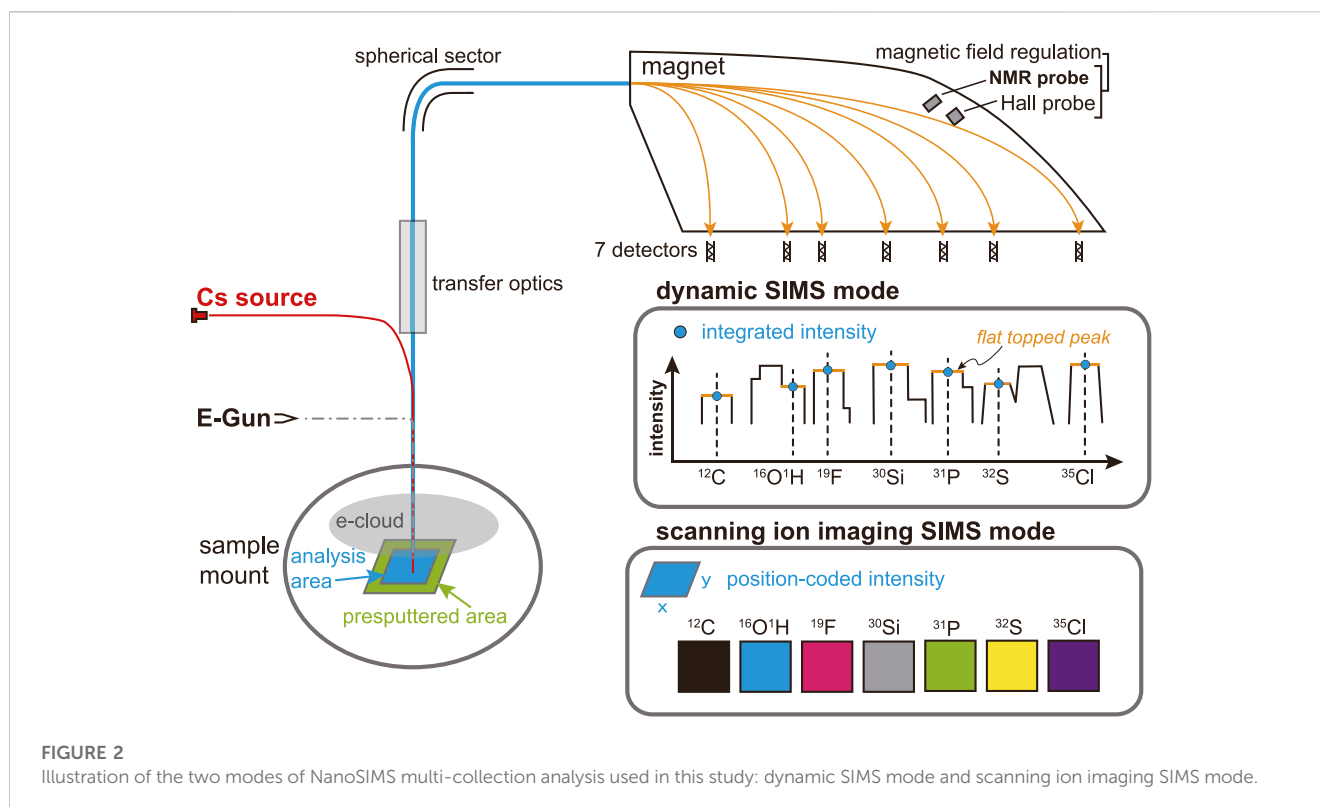 spherical sector
magnet
magnetic field regulation
NMR probe
Hall probe
7 detectors
transfer optics
Cs source
E-Gun
e-cloud
sample
mount
analysis
area
presputtered area
dynamic SIMS mode
integrated intensity
flat topped peak
intensity
¹²C ¹⁶O¹H ¹⁹F ³⁰Si ³¹P ³²S ³⁵Cl
scanning ion imaging SIMS mode
y position-coded intensity
x
¹²C ¹⁶O¹H ¹⁹F ³⁰Si ³¹P ³²S ³⁵Cl
FIGURE 2
Illustration of the two modes of NanoSIMS multi-collection analysis used in this study: dynamic SIMS mode and scanning ion imaging SIMS mode.